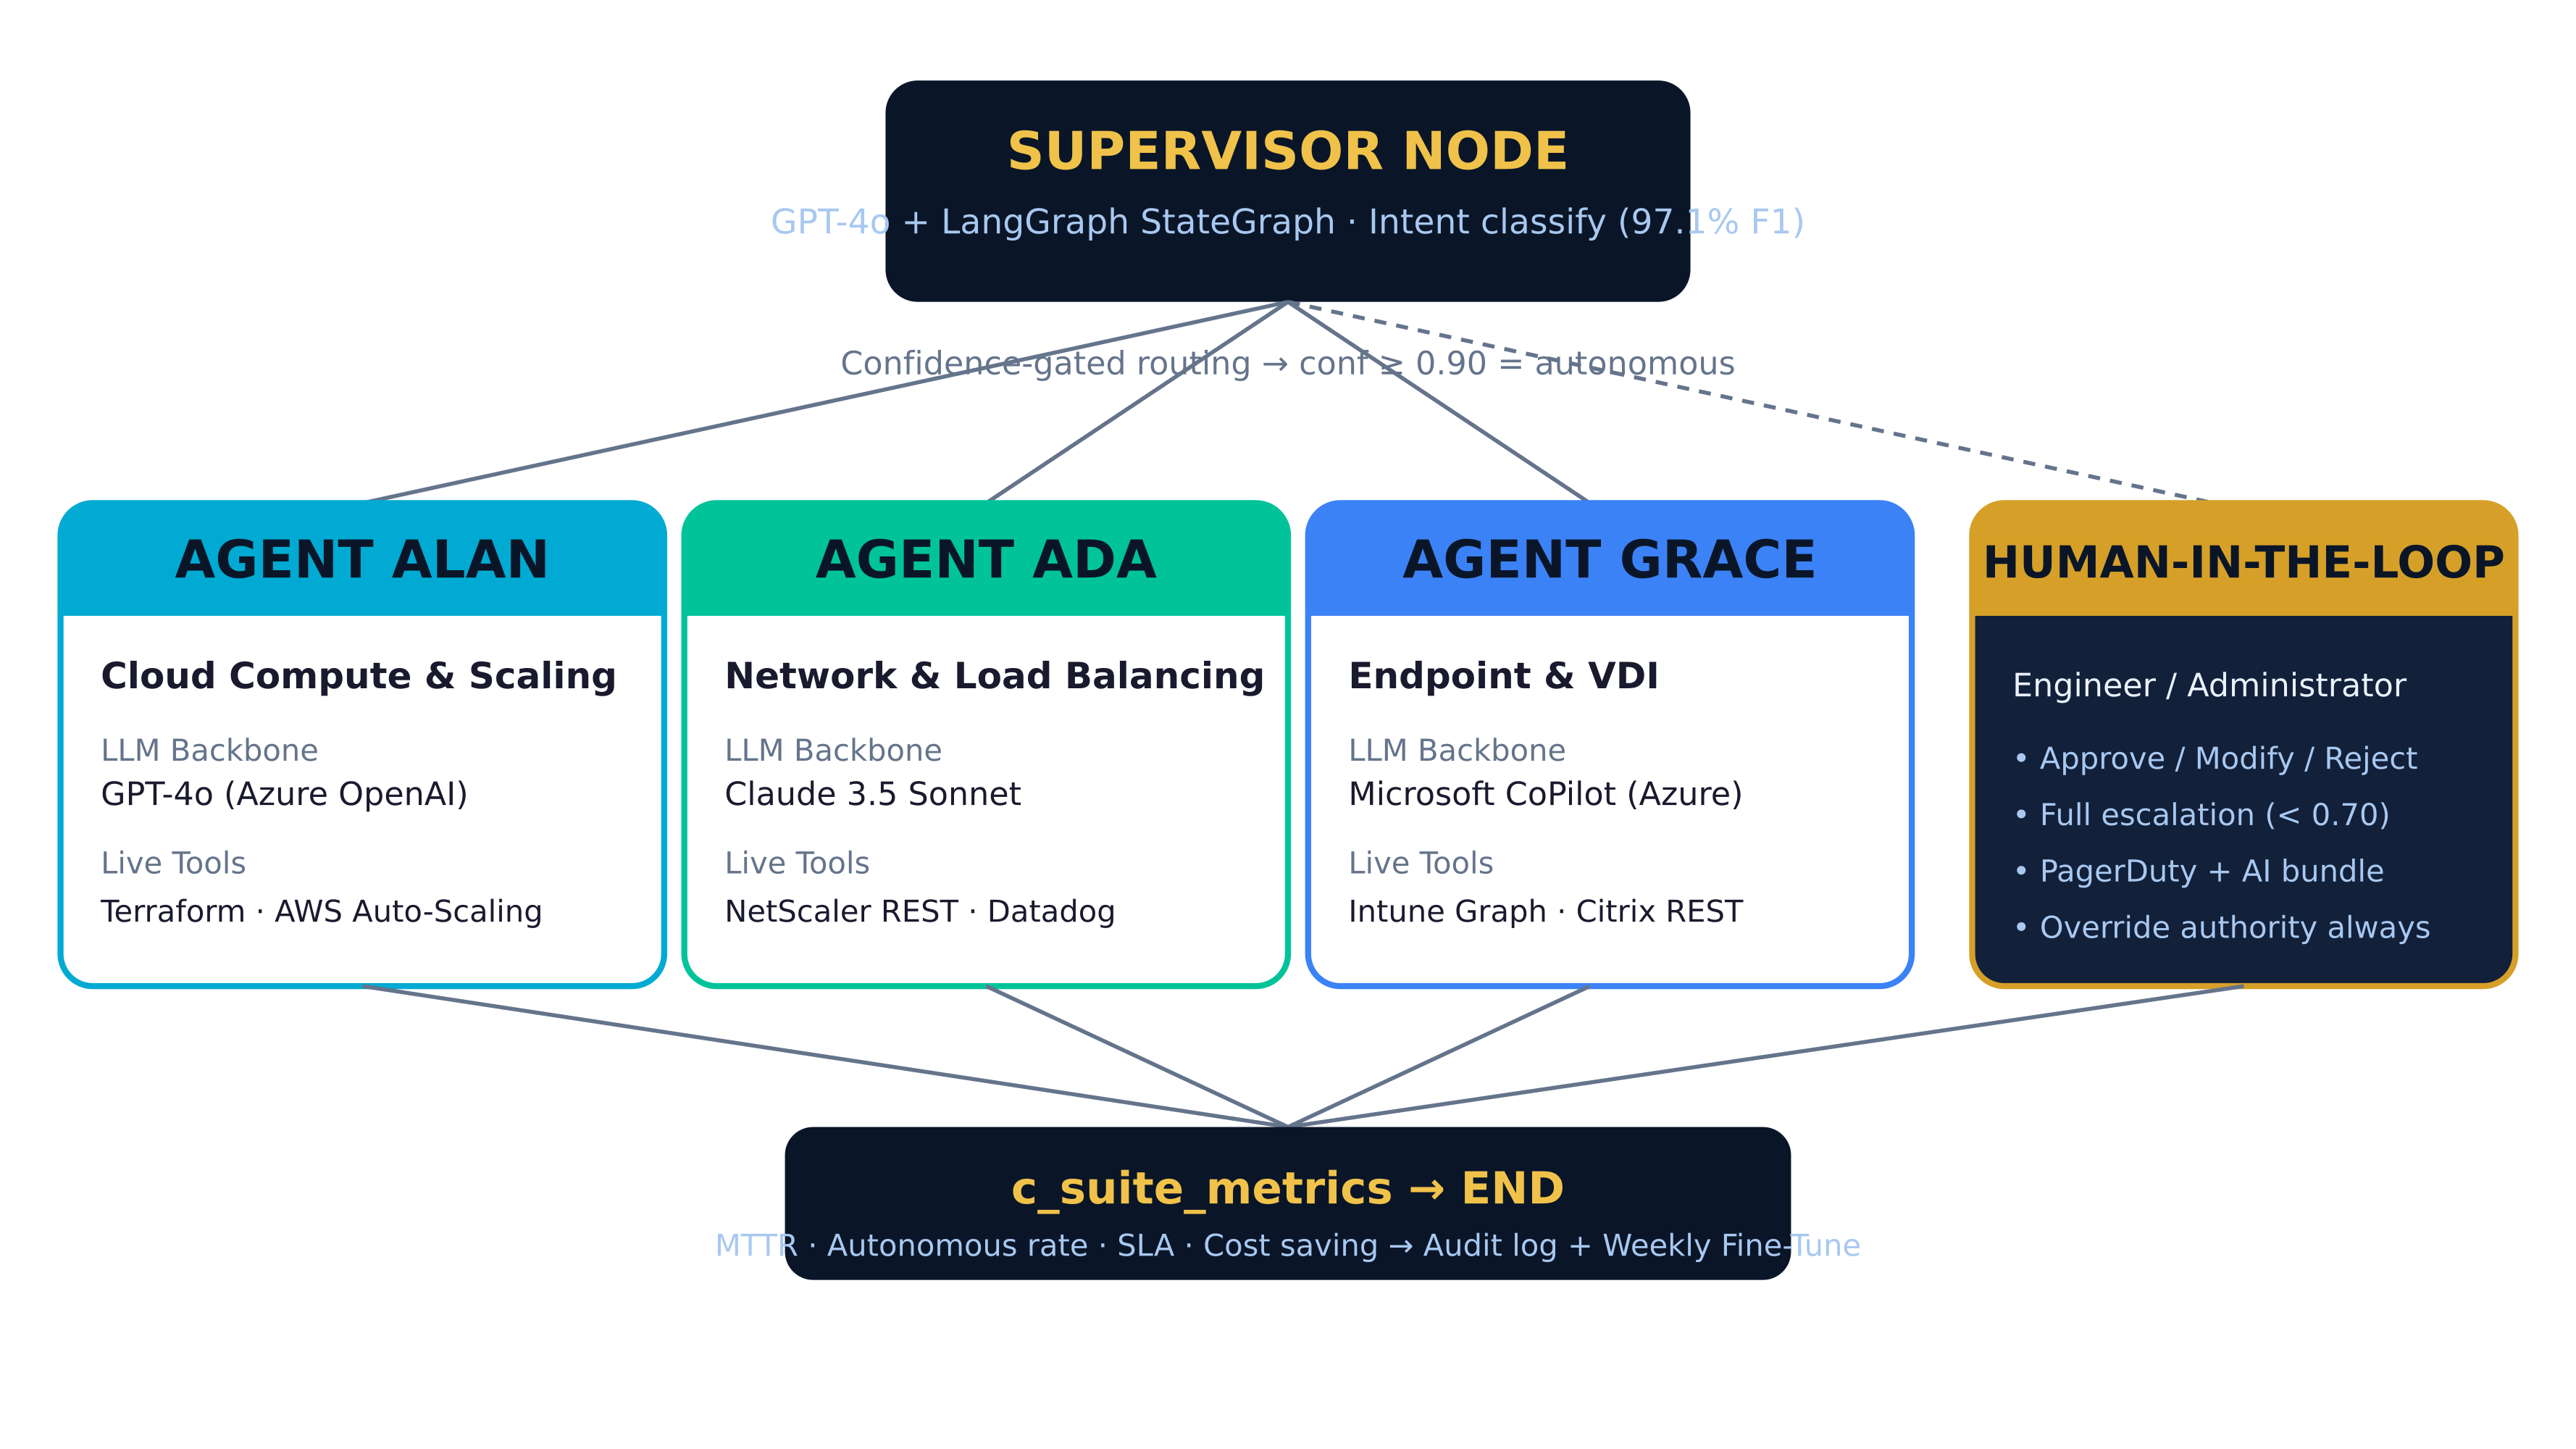 SUPERVISOR NODE
GPT-4o + LangGraph StateGraph · Intent classify (97.1% F1)
Confidence-gated routing → conf ≥ 0.90 = autonomous
AGENT ALAN
Cloud Compute & Scaling
LLM Backbone
GPT-4o (Azure OpenAI)
Live Tools
Terraform · AWS Auto-Scaling
AGENT ADA
Network & Load Balancing
LLM Backbone
Claude 3.5 Sonnet
Live Tools
NetScaler REST · Datadog
AGENT GRACE
Endpoint & VDI
LLM Backbone
Microsoft CoPilot (Azure)
Live Tools
Intune Graph · Citrix REST
HUMAN-IN-THE-LOOP
Engineer / Administrator
• Approve / Modify / Reject
• Full escalation (< 0.70)
• PagerDuty + AI bundle
• Override authority always
c_suite_metrics → END
MTTR · Autonomous rate · SLA · Cost saving → Audit log + Weekly Fine-Tune